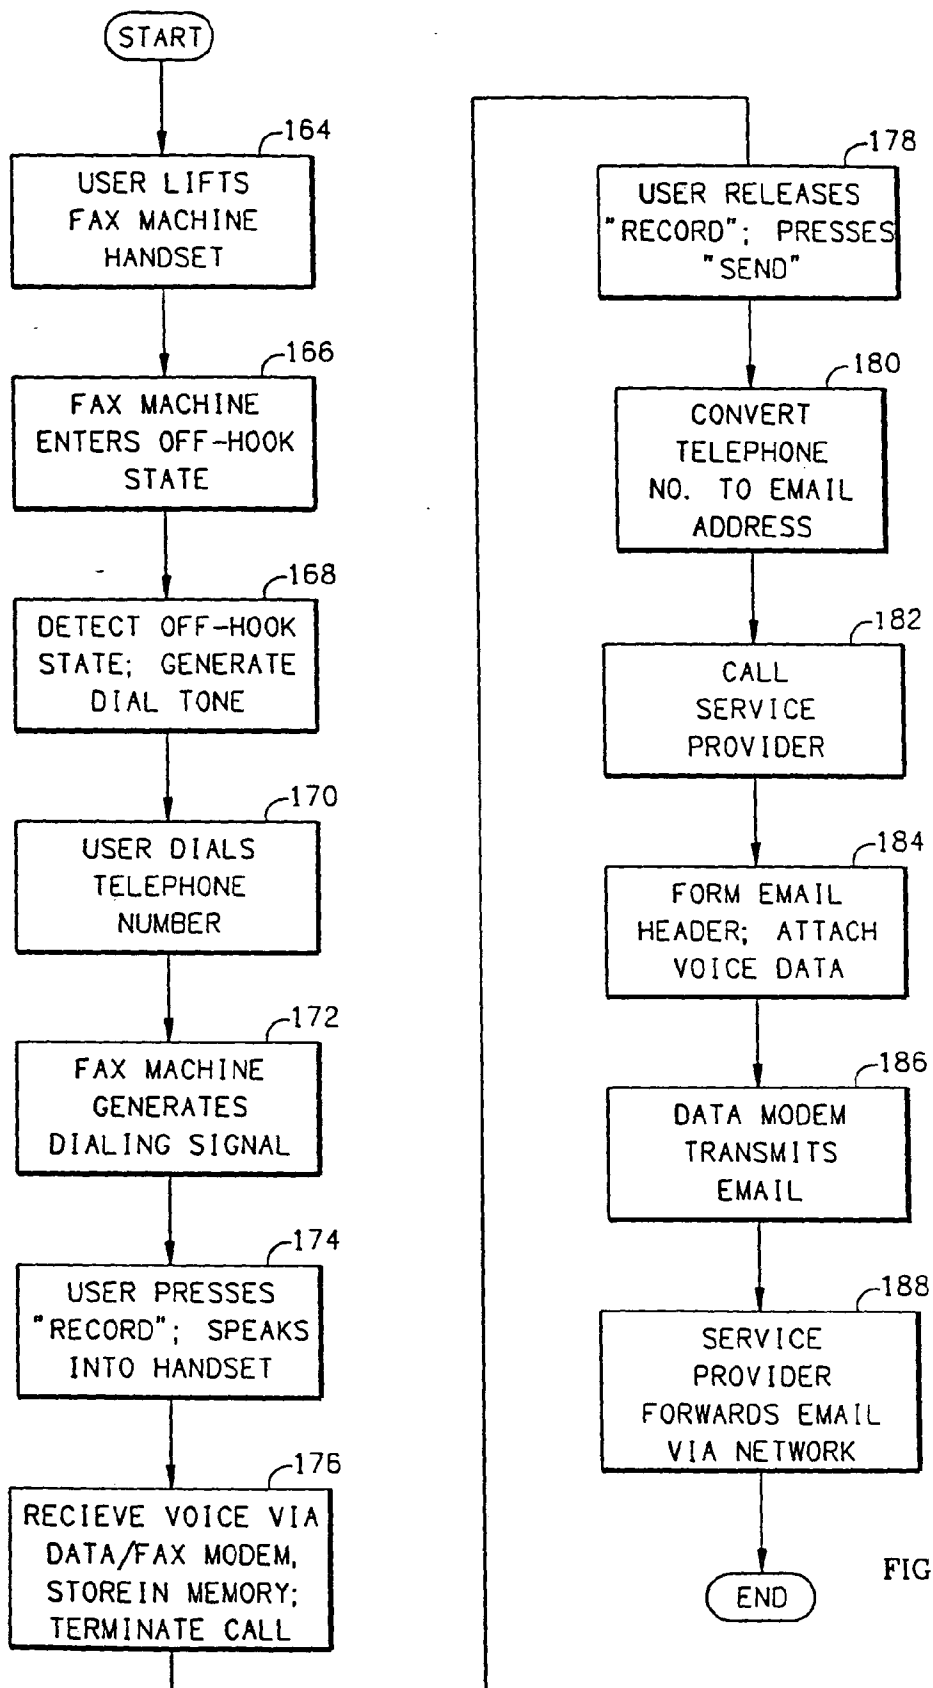 START
164
USER LIFTS
FAX MACHINE
HANDSET
166
FAX MACHINE
ENTERS OFF-HOOK
STATE
168
DETECT OFF-HOOK
STATE; GENERATE
DIAL TONE
170
USER DIALS
TELEPHONE
NUMBER
172
FAX MACHINE
GENERATES
DIALING SIGNAL
174
USER PRESSES
"RECORD"; SPEAKS
INTO HANDSET
176
RECIEVE VOICE VIA
DATA/FAX MODEM,
STOREIN MEMORY;
TERMINATE CALL
178
USER RELEASES
"RECORD"; PRESSES
"SEND"
180
CONVERT
TELEPHONE
NO. TO EMAIL
ADDRESS
182
CALL
SERVICE
PROVIDER
184
FORM EMAIL
HEADER; ATTACH
VOICE DATA
186
DATA MODEM
TRANSMITS
EMAIL
188
SERVICE
PROVIDER
FORWARDS EMAIL
VIA NETWORK
END
FIG